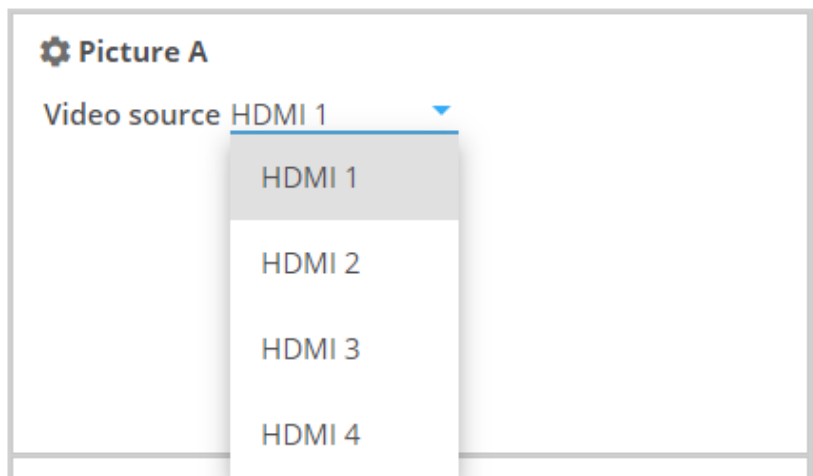 Picture A
Video source HDMI 1
HDMI 1
HDMI 2
HDMI 3
HDMI 4